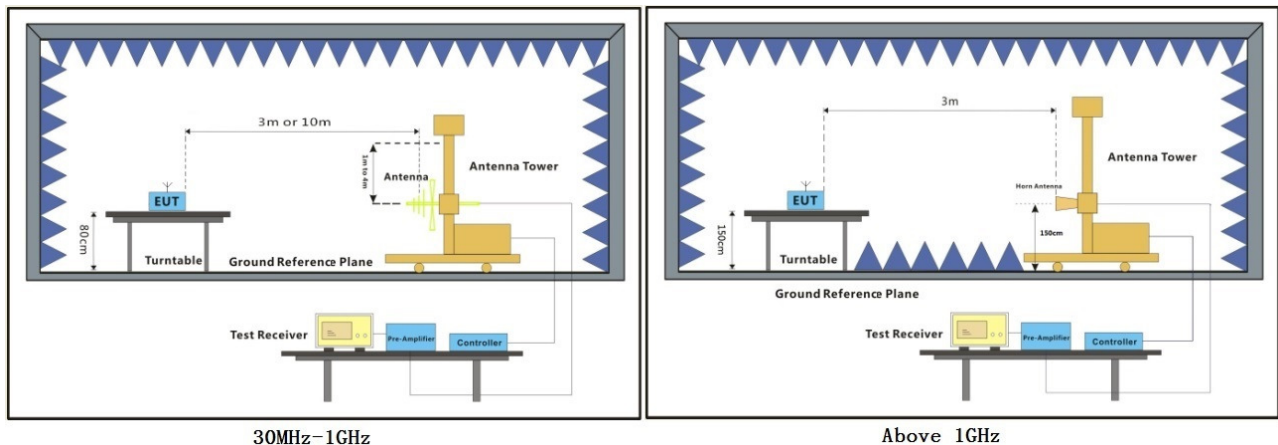 3m or 10m
1m to 4m
Antenna
Antenna Tower
EUT
80cm
Turntable
Ground Reference Plane
Test Receiver
Pre-Amplifier
Controller
30MHz-1GHz
3m
Horn Antenna
Antenna Tower
EUT
150cm
150cm
Turntable
Ground Reference Plane
Test Receiver
Pre-Amplifier
Controller
Above 1GHz